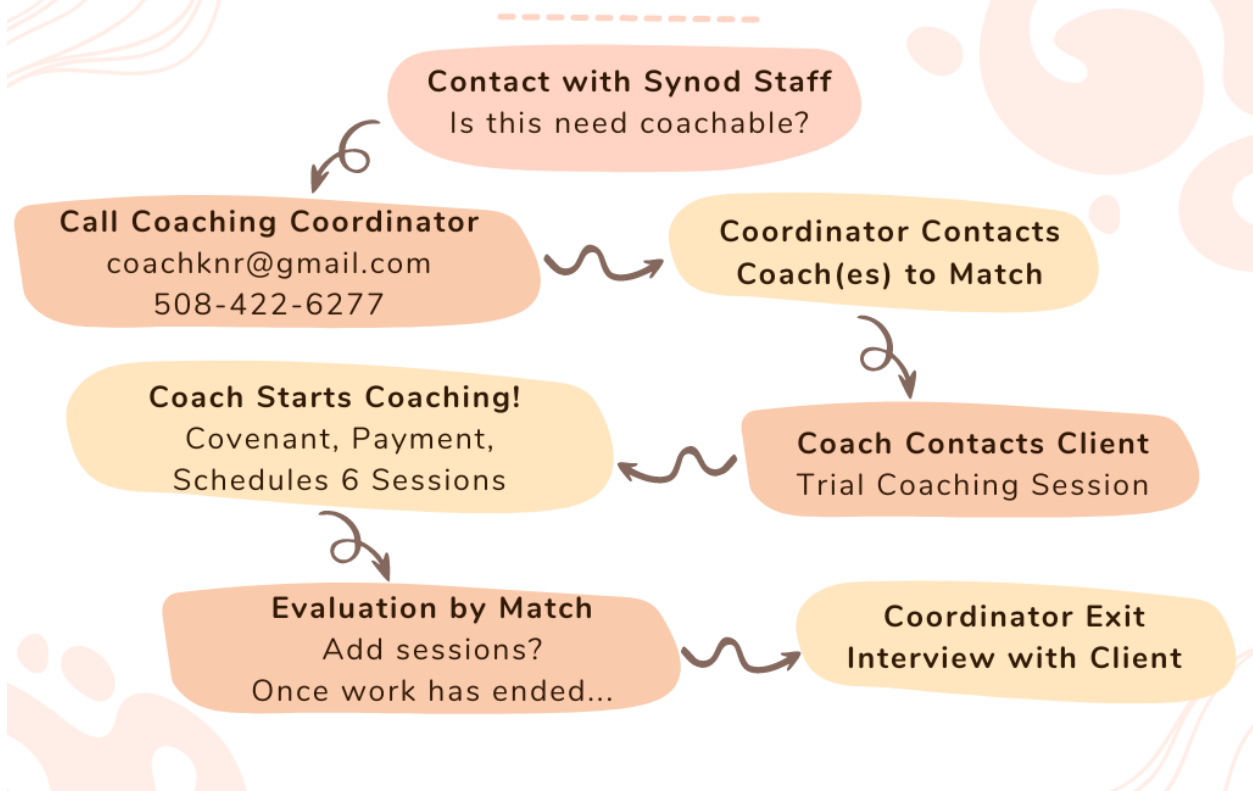 Contact with Synod Staff
Is this need coachable?
Call Coaching Coordinator
coachknr@gmail.com
508-422-6277
Coordinator Contacts
Coach(es) to Match
Coach Contacts Client
Trial Coaching Session
Coach Starts Coaching!
Covenant, Payment,
Schedules 6 Sessions
Evaluation by Match
Add sessions?
Once work has ended...
Coordinator Exit
Interview with Client